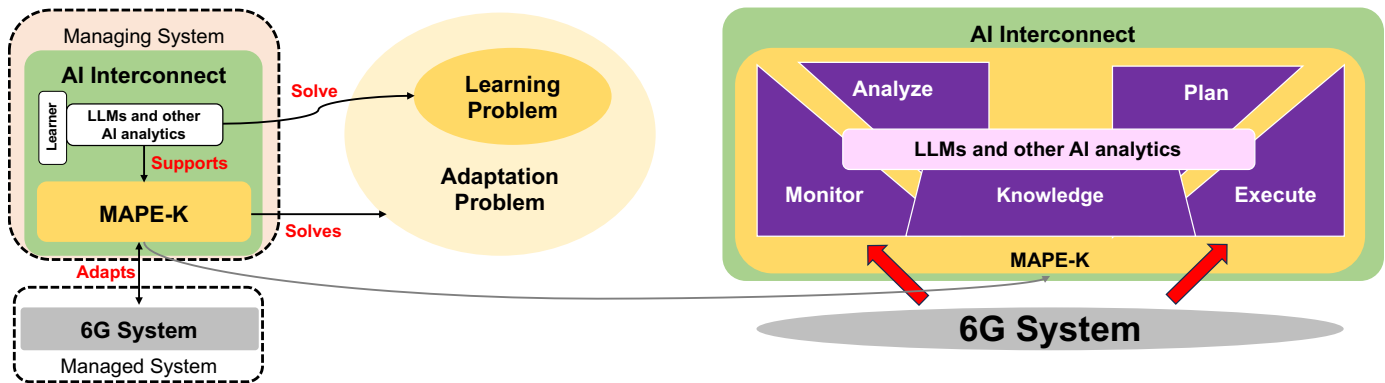 Managing System
AI Interconnect
Learner
LLMs and other
AI analytics
Supports
MAPE-K
Adapts
6G System
Managed System
Solve
Solves
Learning
Problem
Adaptation
Problem
AI Interconnect
Analyze
Plan
LLMs and other AI analytics
Monitor
Knowledge
Execute
MAPE-K
6G System